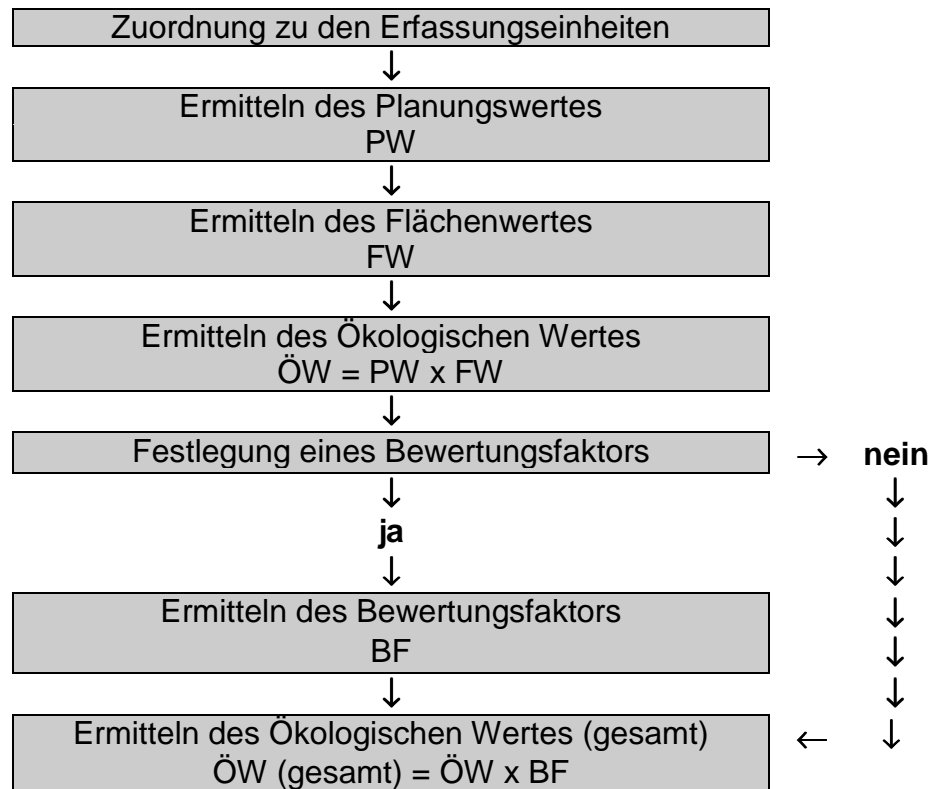 Zuordnung zu den Erfassungseinheiten
↓
Ermitteln des Planungswertes
PW
↓
Ermitteln des Flächenwertes
FW
↓
Ermitteln des Ökologischen Wertes
ÖW = PW x FW
↓
Festlegung eines Bewertungsfaktors → nein
↓ ↓
ja ↓
↓ ↓
Ermitteln des Bewertungsfaktors ↓
BF ↓
↓ ↓
Ermitteln des Ökologischen Wertes (gesamt) ← ↓
ÖW (gesamt) = ÖW x BF